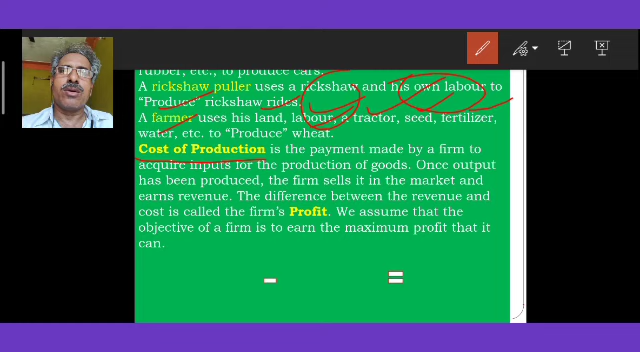 rubber, etc., to produce cars.
A rickshaw puller uses a rickshaw and his own labour to
"Produce" rickshaw rides.
A farmer uses his land, labour, a tractor, seed, fertilizer,
water, etc. to "Produce" wheat.
Cost of Production is the payment made by a firm to
acquire inputs for the production of goods. Once output
has been produced, the firm sells it in the market and
earns revenue. The difference between the revenue and
cost is called the firm's Profit. We assume that the
objective of a firm is to earn the maximum profit that it
can.
- =